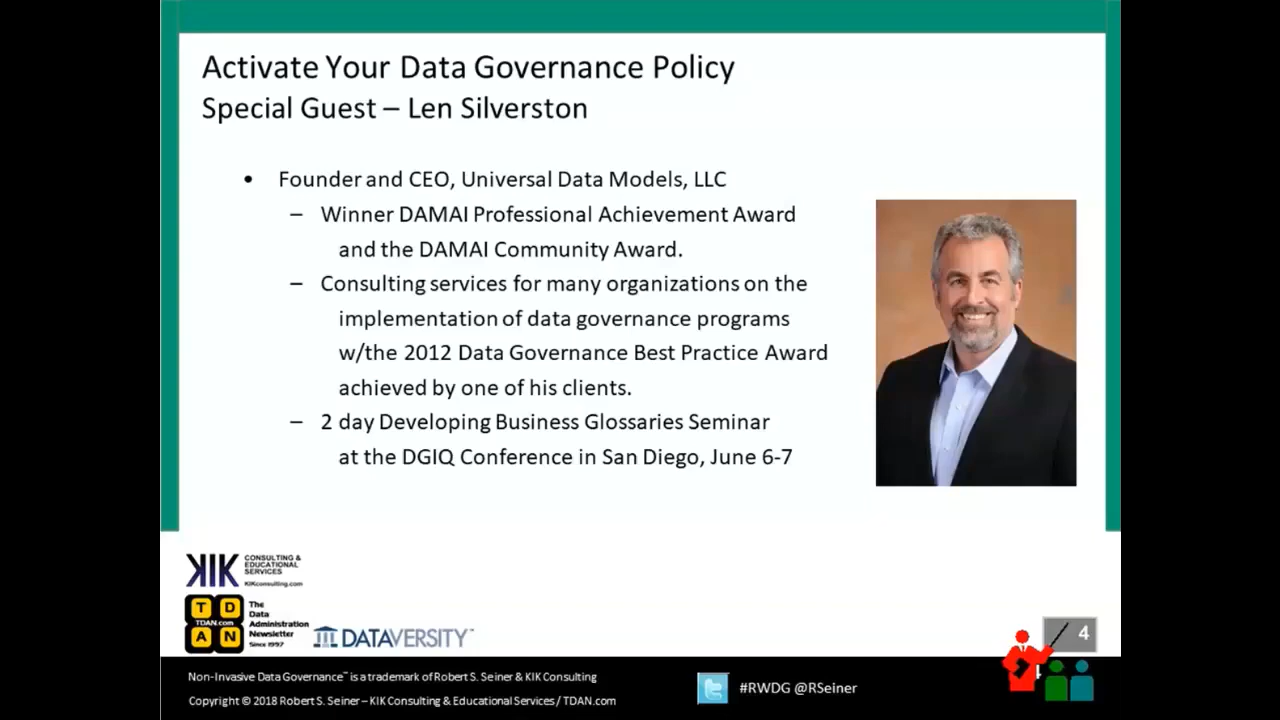 Activate Your Data Governance Policy
Special Guest – Len Silverston
• Founder and CEO, Universal Data Models, LLC
– Winner DAMAI Professional Achievement Award
and the DAMAI Community Award.
– Consulting services for many organizations on the
implementation of data governance programs
w/the 2012 Data Governance Best Practice Award
achieved by one of his clients.
– 2 day Developing Business Glossaries Seminar
at the DGIQ Conference in San Diego, June 6-7
KIK
CONSULTING &
EDUCATIONAL
SERVICES
KIKconsulting.com
T D
TDAN.com
A N
The
Data
Administration
Newsletter
Since 1997
DATAVERSITY™
4
Non-Invasive Data Governance™ is a trademark of Robert S. Seiner & KIK Consulting
Copyright © 2018 Robert S. Seiner – KIK Consulting & Educational Services / TDAN.com
#RWDG @RSeiner